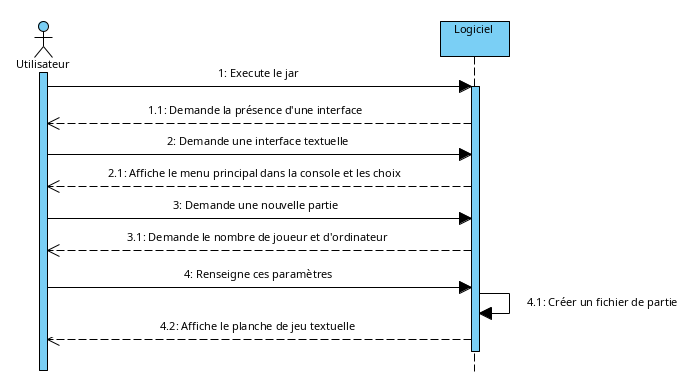 Logiciel
Utilisateur
1: Execute le jar
1.1: Demande la présence d'une interface
2: Demande une interface textuelle
2.1: Affiche le menu principal dans la console et les choix
3: Demande une nouvelle partie
3.1: Demande le nombre de joueur et d'ordinateur
4: Renseigne ces paramètres
4.1: Créer un fichier de partie
4.2: Affiche le planche de jeu textuelle